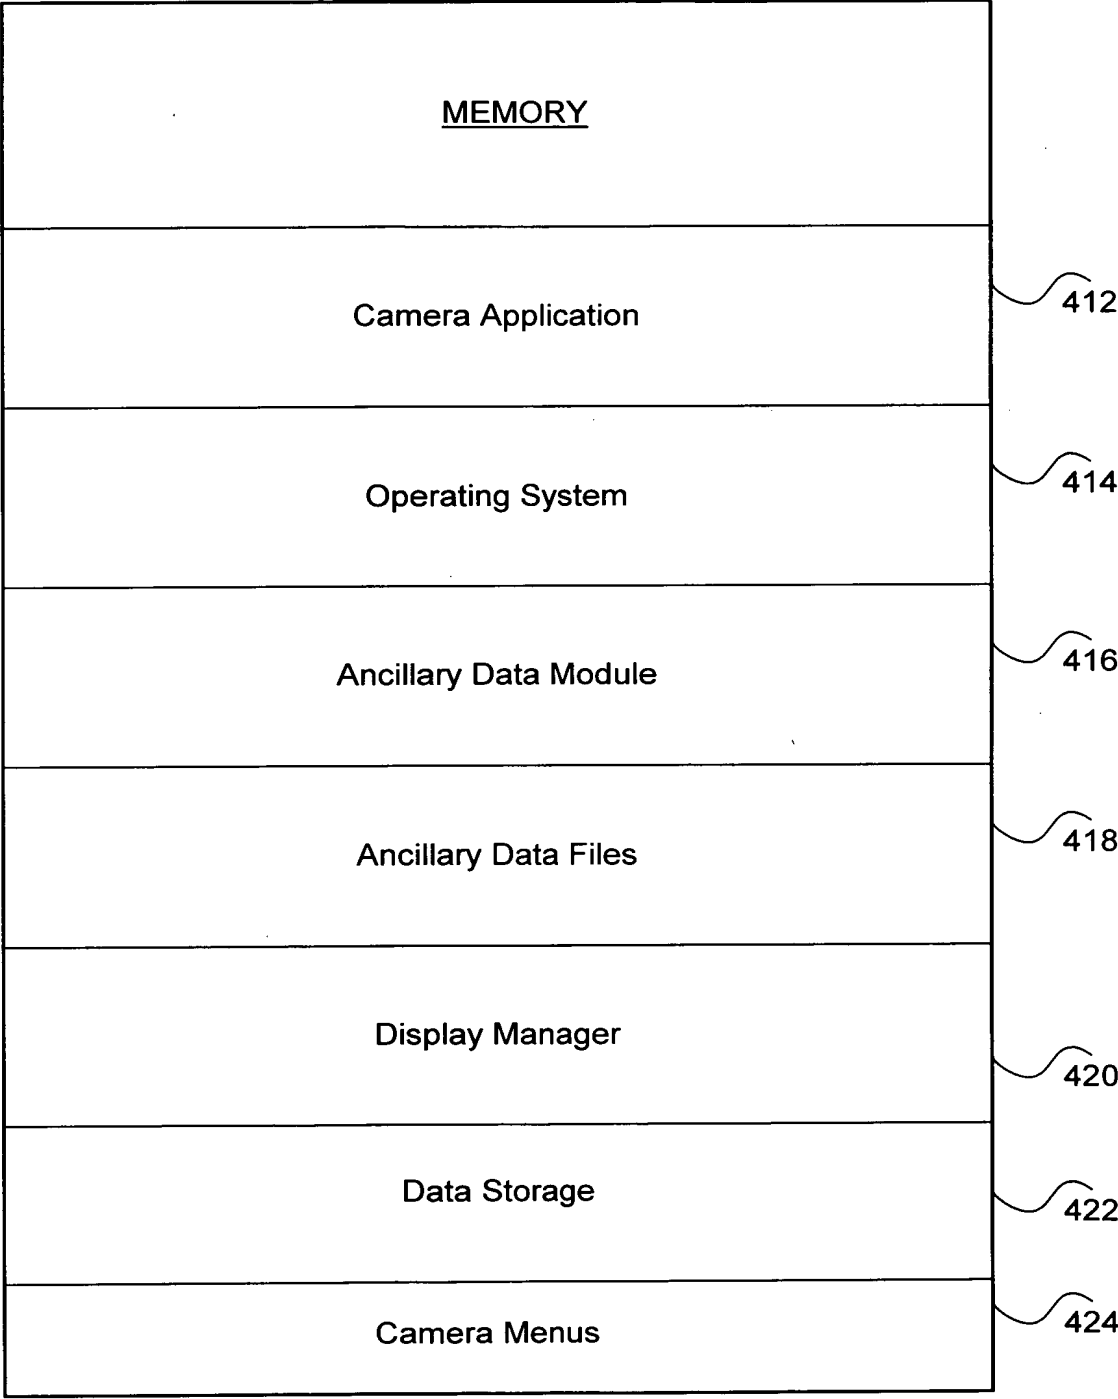 MEMORY
Camera Application
412
Operating System
414
Ancillary Data Module
416
Ancillary Data Files
418
Display Manager
420
Data Storage
422
Camera Menus
424